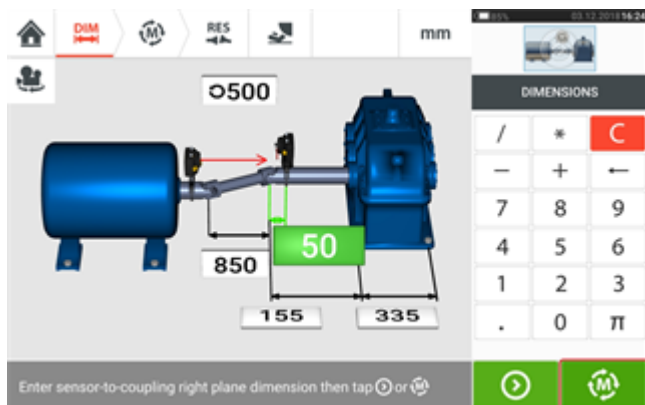 85% 03.12.2018 16:24
DIM
M
RES
mm
500
DIMENSIONS
/ * C
− + ←
7 8 9
850
50
4 5 6
155
335
1 2 3
. 0 π
Enter sensor-to-coupling right plane dimension then tap or M
M